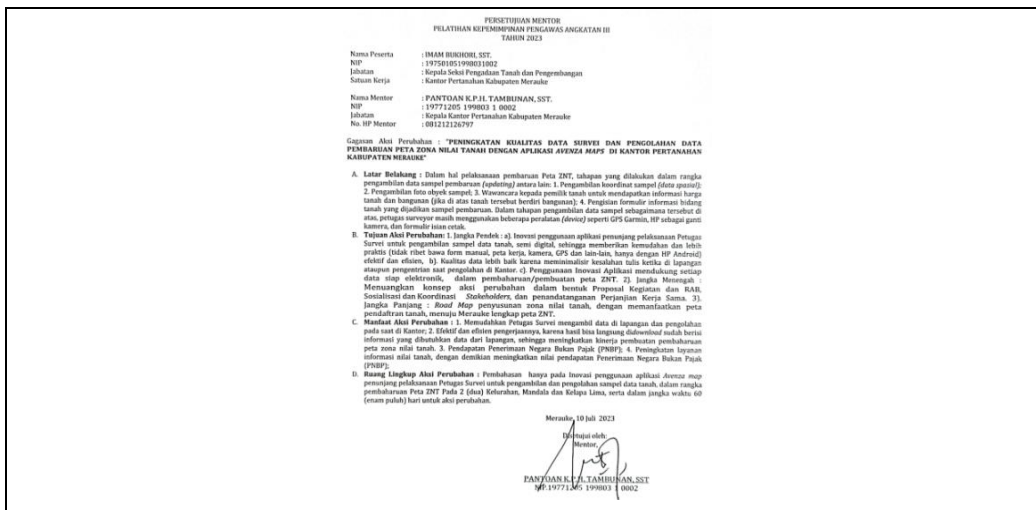 PERSETUJUAN MENTOR
PELATIHAN KEPEMIMPINAN PENGAWAS ANGKATAN III
TAHUN 2023
Nama Peserta : IMAM BUKHORI, SST.
NIP : 197501051998031002
Jabatan : Kepala Seksi Pengadaan Tanah dan Pengembangan
Satuan Kerja : Kantor Pertanahan Kabupaten Merauke
Nama Mentor : PANTOAN K.P.H. TAMBUNAN, SST.
NIP : 19771205 199803 1 0002
Jabatan : Kepala Kantor Pertanahan Kabupaten Merauke
No. HP Mentor : 081212126797
Gagasan Aksi Perubahan : "PENINGKATAN KUALITAS DATA SURVEI DAN PENGOLAHAN DATA
PEMBARUAN PETA ZONA NILAI TANAH DENGAN APLIKASI AVENZA MAPS DI KANTOR PERTANAHAN
KABUPATEN MERAUKE"
A. Latar Belakang : Dalam hal pelaksanaan pembaruan Peta ZNT, tahapan yang dilakukan dalam rangka
pengambilan data sampel pembaruan (updating) antara lain: 1. Pengambilan koordinat sampel (data spasial);
2. Pengambilan foto obyek sampel; 3. Wawancara kepada pemilik tanah untuk mendapatkan informasi harga
tanah dan bangunan (jika di atas tanah tersebut berdiri bangunan); 4. Pengisian formulir informasi bidang
tanah yang dijadikan sampel pembaruan. Dalam tahapan pengambilan data sampel sebagaimana tersebut di
atas, petugas surveyor masih menggunakan beberapa peralatan (device) seperti GPS Garmin, HP sebagai ganti
kamera, dan formulir isian cetak.
B. Tujuan Aksi Perubahan: 1. Jangka Pendek : a). Inovasi penggunaan aplikasi penunjang pelaksanaan Petugas
Survei untuk pengambilan sampel data tanah, semi digital, sehingga memberikan kemudahan dan lebih
praktis (tidak ribet bawa form manual, peta kerja, kamera, GPS dan lain-lain, hanya dengan HP Android)
efektif dan efisien, b). Kualitas data lebih baik karena meminimalisir kesalahan tulis ketika di lapangan
ataupun pengentrian saat pengolahan di Kantor. c). Penggunaan Inovasi Aplikasi mendukung setiap
data siap elektronik, dalam pembaharuan/pembuatan peta ZNT. 2). Jangka Menengah :
Menuangkan konsep aksi perubahan dalam bentuk Proposal Kegiatan dan RAB,
Sosialisasi dan Koordinasi Stakeholders, dan penandatanganan Perjanjian Kerja Sama. 3).
Jangka Panjang : Road Map penyusunan zona nilai tanah, dengan memanfaatkan peta
pendaftran tanah, menuju Merauke lengkap peta ZNT.
C. Manfaat Aksi Perubahan : 1. Memudahkan Petugas Survei mengambil data di lapangan dan pengolahan
pada saat di Kantor; 2. Efektif dan efisien pengerjaannya, karena hasil bisa langsung didownload sudah berisi
informasi yang dibutuhkan data dari lapangan, sehingga meningkatkan kinerja pembuatan pembaharuan
peta zona nilai tanah. 3. Pendapatan Penerimaan Negara Bukan Pajak (PNBP); 4. Peningkatan layanan
informasi nilai tanah, dengan demikian meningkatkan nilai pendapatan Penerimaan Negara Bukan Pajak
(PNBP);
D. Ruang Lingkup Aksi Perubahan : Pembahasan hanya pada Inovasi penggunaan aplikasi Avenza map
penunjang pelaksanaan Petugas Survei untuk pengambilan dan pengolahan sampel data tanah, dalam rangka
pembaharuan Peta ZNT Pada 2 (dua) Kelurahan, Mandala dan Kelapa Lima, serta dalam jangka waktu 60
(enam puluh) hari untuk aksi perubahan.
Merauke, 10 Juli 2023
Disetujui oleh:
Mentor,
PANTOAN K.P.H. TAMBUNAN, SST
NIP.19771205 199803 1 0002